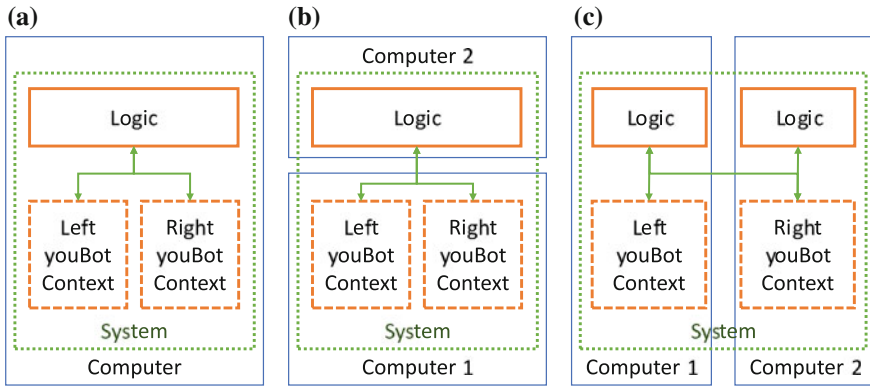 (a)
Logic
Left
youBot
Context
Right
youBot
Context
System
Computer
(b)
Computer 2
Logic
Left
youBot
Context
Right
youBot
Context
System
Computer 1
(c)
Logic
Logic
Left
youBot
Context
Right
youBot
Context
System
Computer 1
Computer 2